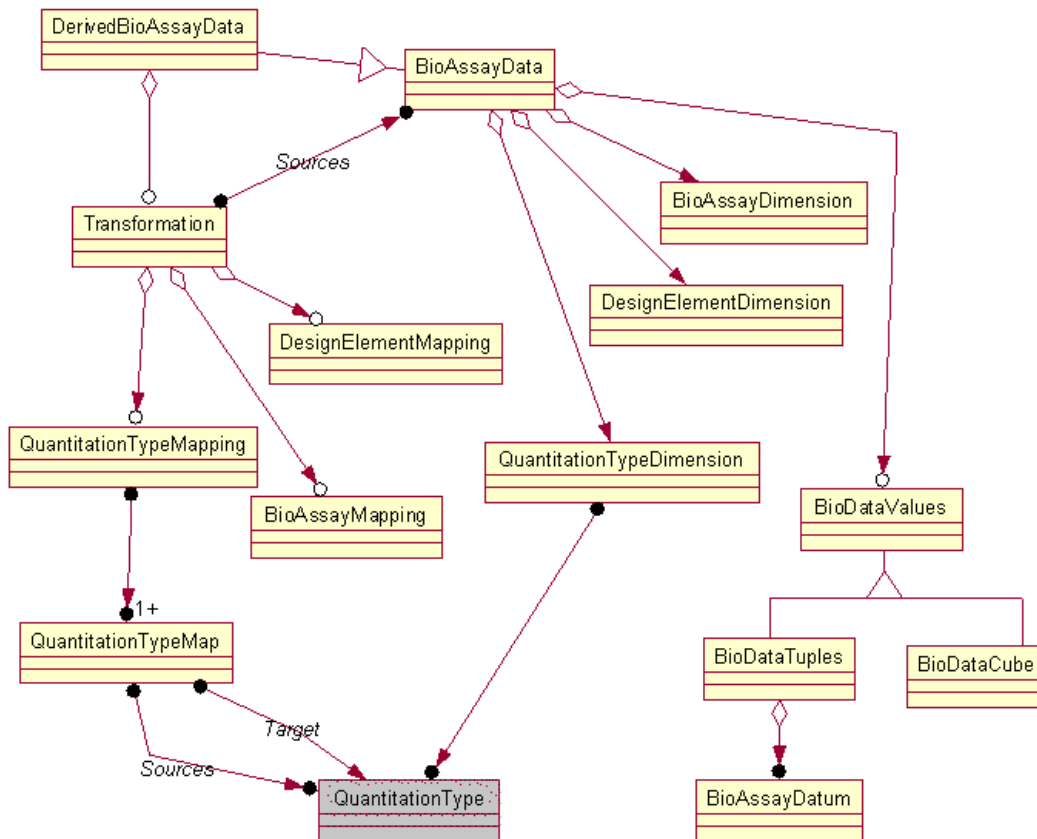 DerivedBioAssayData
BioAssayData
Sources
BioAssayDimension
Transformation
DesignElementDimension
DesignElementMapping
QuantitationTypeMapping
QuantitationTypeDimension
BioAssayMapping
BioDataValues
1+
QuantitationTypeMap
BioDataTuples
BioDataCube
Target
Sources
QuantitationType
BioAssayDatum